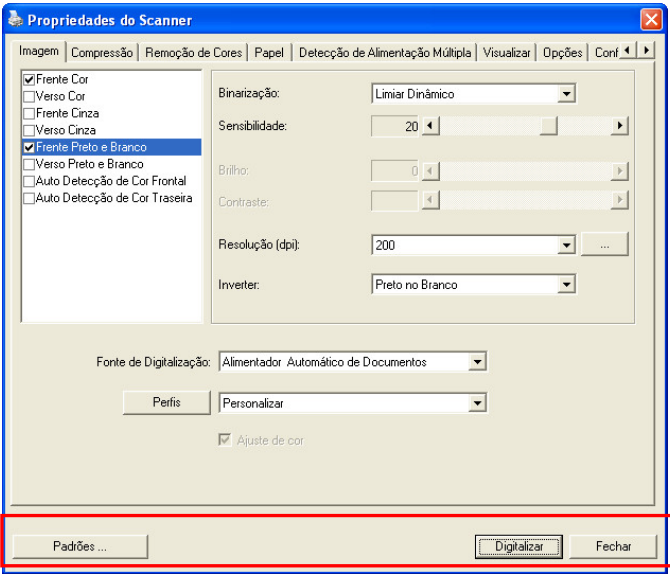 Propriedades do Scanner
Imagem Compressão Remoção de Cores Papel Detecção de Alimentação Múltipla Visualizar Opções Conf
Frente Cor
Verso Cor
Frente Cinza
Verso Cinza
Frente Preto e Branco
Verso Preto e Branco
Auto Detecção de Cor Frontal
Auto Detecção de Cor Traseira
Binarização: Limiar Dinâmico
Sensibilidade: 20
Brilho: 0
Contraste:
Resolução (dpi): 200 ...
Inverter: Preto no Branco
Fonte de Digitalização: Alimentador Automático de Documentos
Perfis Personalizar
Ajuste de cor
Padrões ... Digitalizar Fechar